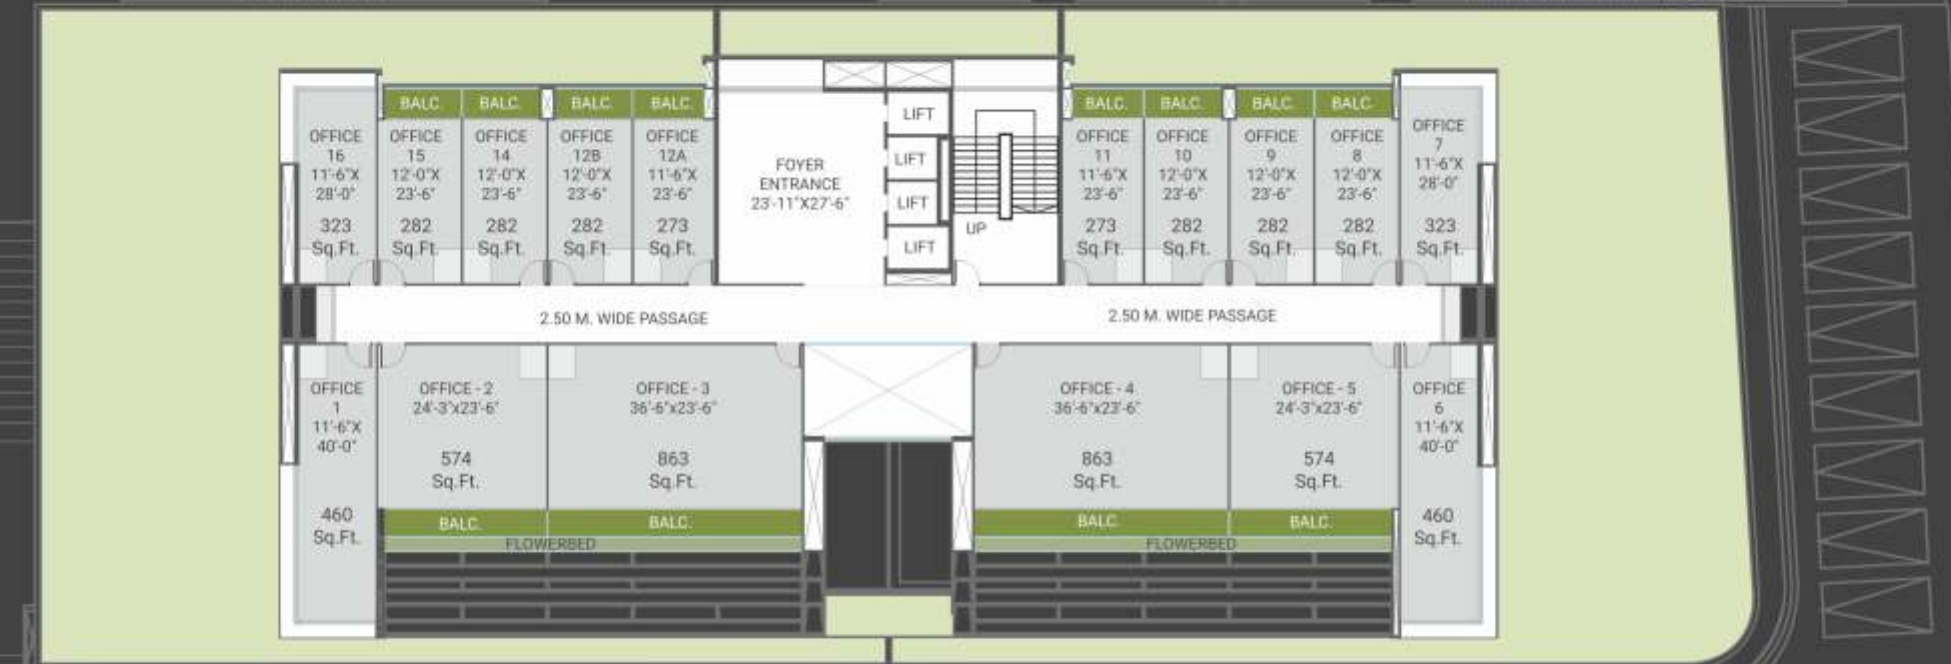 BALC.
BALC.
BALC.
BALC.
OFFICE
16
11'-6"X
28'-0"
323
Sq.Ft.
OFFICE
15
12'-0"X
23'-6"
282
Sq.Ft.
OFFICE
14
12'-0"X
23'-6"
282
Sq.Ft.
OFFICE
12B
12'-0"X
23'-6"
282
Sq.Ft.
OFFICE
12A
11'-6"X
23'-6"
273
Sq.Ft.
FOYER
ENTRANCE
23'-11"X27'-6"
LIFT
LIFT
LIFT
LIFT
UP
BALC.
BALC.
BALC.
BALC.
OFFICE
11
11'-6"X
23'-6"
273
Sq.Ft.
OFFICE
10
12'-0"X
23'-6"
282
Sq.Ft.
OFFICE
9
12'-0"X
23'-6"
282
Sq.Ft.
OFFICE
8
12'-0"X
23'-6"
282
Sq.Ft.
OFFICE
7
11'-6"X
28'-0"
323
Sq.Ft.
2.50 M. WIDE PASSAGE
2.50 M. WIDE PASSAGE
OFFICE
1
11'-6"X
40'-0"
460
Sq.Ft.
OFFICE - 2
24'-3"x23'-6"
574
Sq.Ft.
OFFICE - 3
36'-6"x23'-6"
863
Sq.Ft.
BALC.
BALC.
FLOWERBED
OFFICE - 4
36'-6"x23'-6"
863
Sq.Ft.
OFFICE - 5
24'-3"x23'-6"
574
Sq.Ft.
BALC.
BALC.
FLOWERBED
OFFICE
6
11'-6"X
40'-0"
460
Sq.Ft.